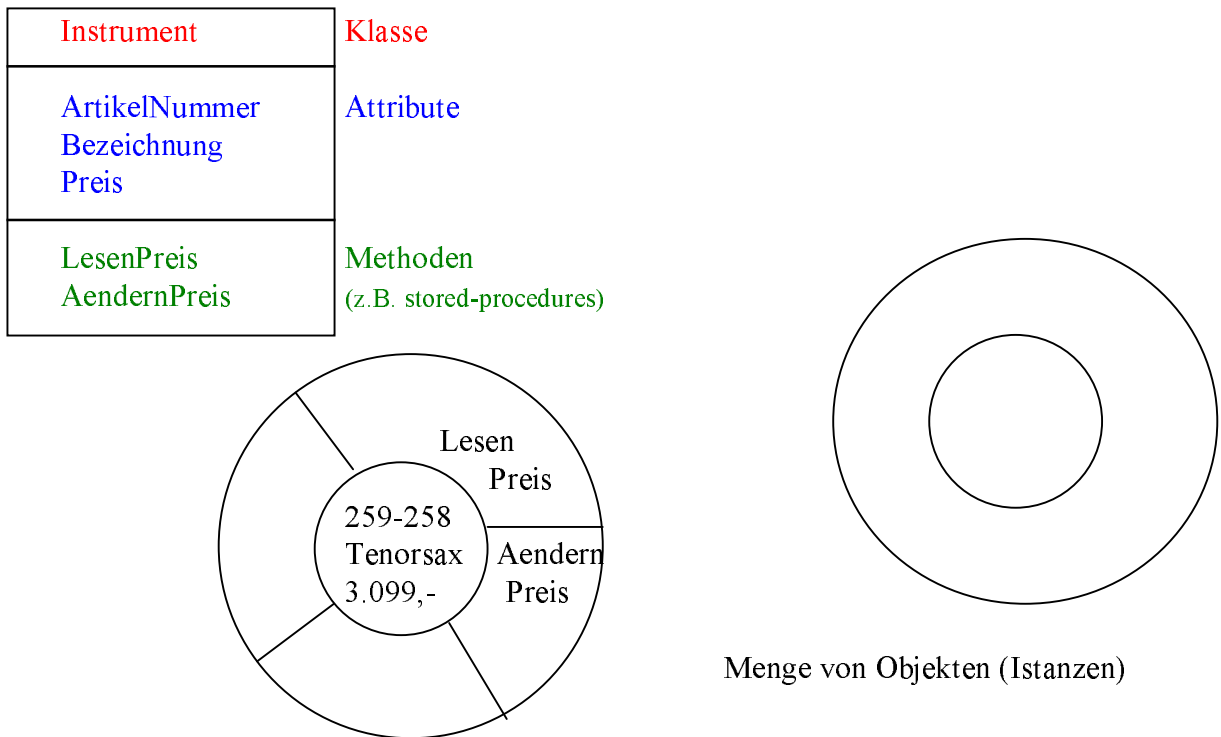 Instrument
Klasse
ArtikelNummer
Attribute
Bezeichnung
Preis
LesenPreis
Methoden
AendernPreis
(z.B. stored-procedures)
Lesen
Preis
259-258
Tenorsax
3.099,-
Aendern
Preis
Menge von Objekten (Istanzen)